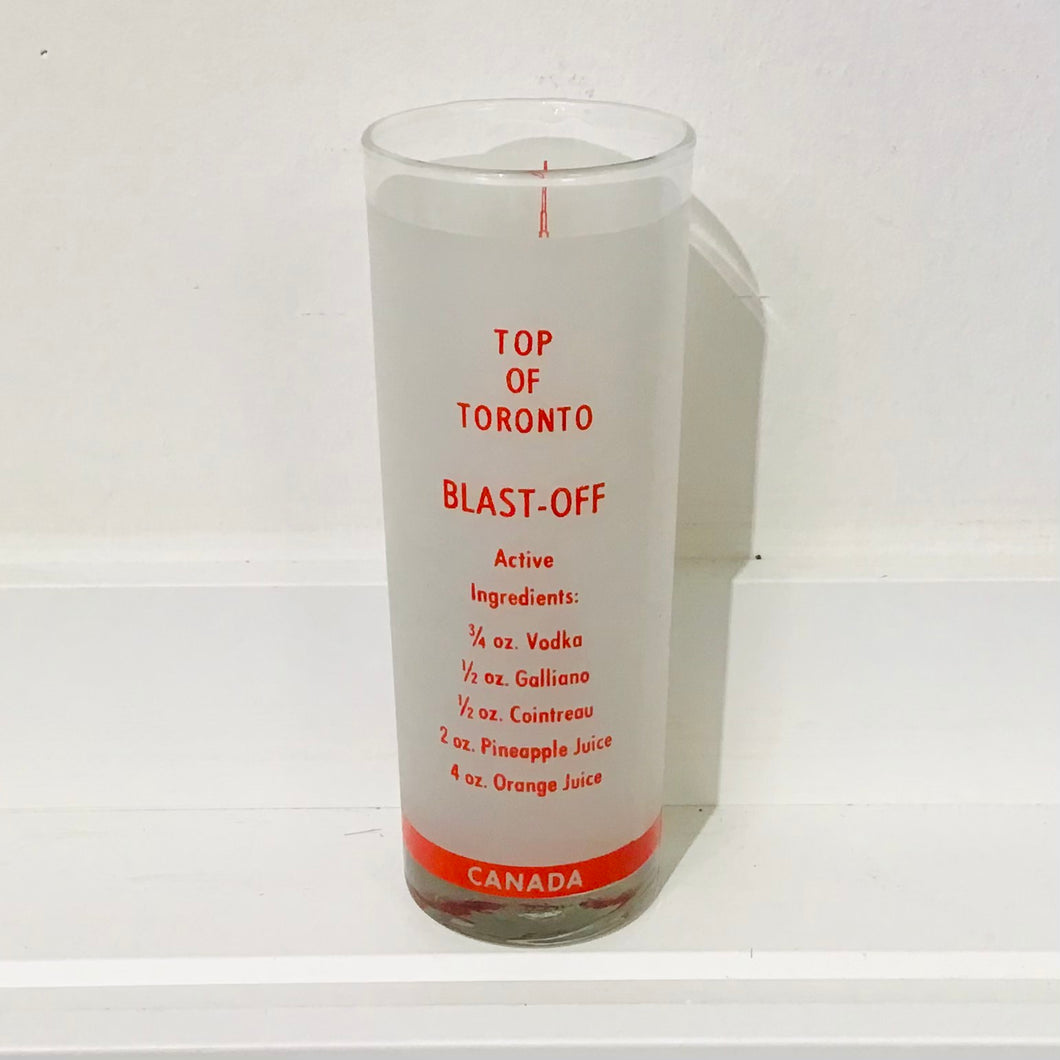 TOP
OF
TORONTO
BLAST-OFF
Active
Ingredients:
¾ oz. Vodka
½ oz. Galliano
½ oz. Cointreau
2 oz. Pineapple Juice
4 oz. Orange Juice
CANADA